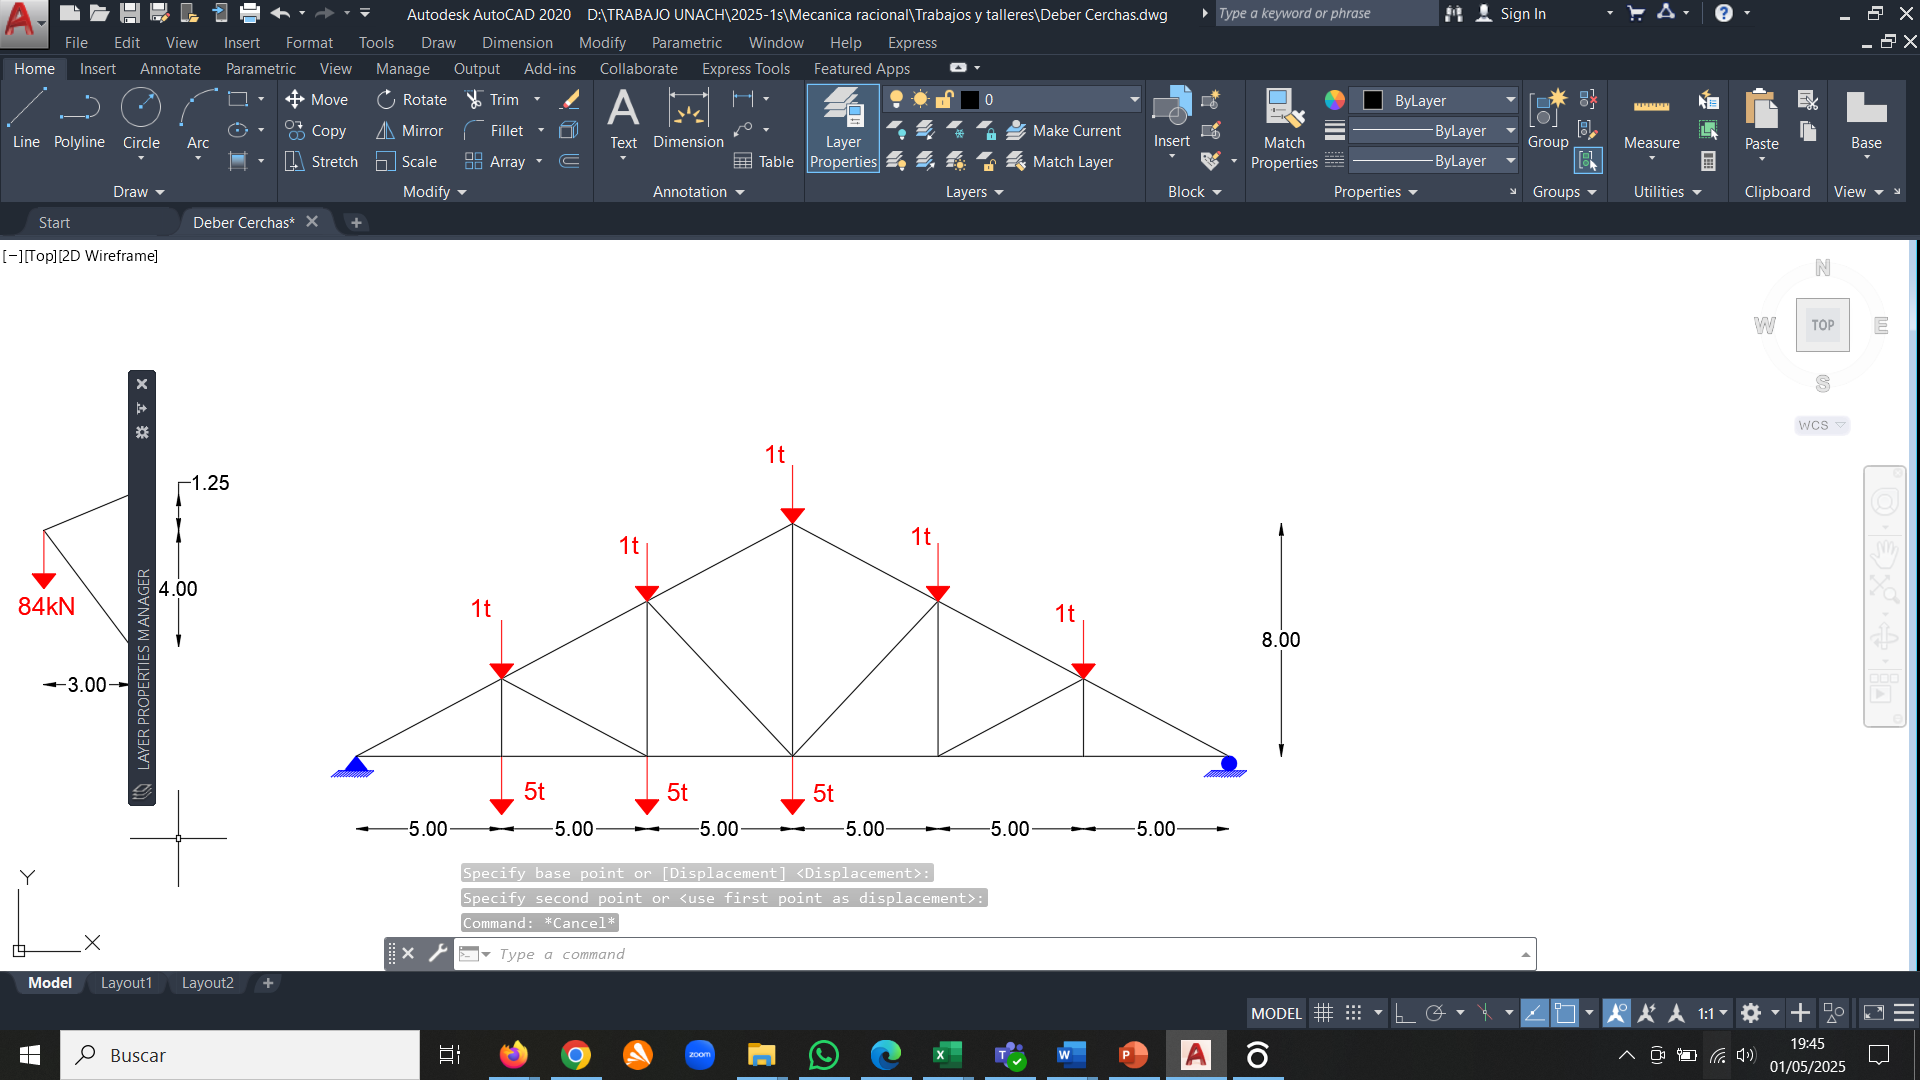 Autodesk AutoCAD 2020 D:\TRABAJO UNACH\2025-1s\Mecanica racional\Trabajos y talleres\Deber Cerchas.dwg
Type a keyword or phrase
Sign In
File Edit View Insert Format Tools Draw Dimension Modify Parametric Window Help Express
Home Insert Annotate Parametric View Manage Output Add-ins Collaborate Express Tools Featured Apps
Line Polyline Circle Arc
Draw
Move Rotate Trim
Copy Mirror Fillet
Stretch Scale Array
Modify
Text Dimension Table
Annotation
Layer Properties
0
Make Current
Match Layer
Layers
Insert
Block
Match Properties
ByLayer
ByLayer
ByLayer
Properties
Group
Groups
Measure
Utilities
Paste
Clipboard
Base
View
Start
Deber Cerchas*
[−][Top][2D Wireframe]
N
W TOP E
S
WCS
1t
1.25
1t
1t
4.00
84kN
1t
1t
8.00
3.00
LAYER PROPERTIES MANAGER
5t
5t
5t
5.00 5.00 5.00 5.00 5.00 5.00
Y
X
Specify base point or [Displacement] <Displacement>:
Specify second point or <use first point as displacement>:
Command: *Cancel*
Type a command
Model Layout1 Layout2
MODEL
1:1
Buscar
zoom
19:45
01/05/2025